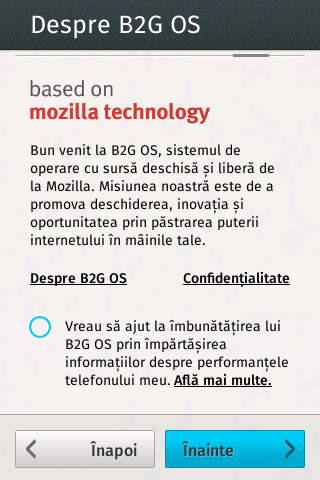 Despre B2G OS
based on
mozilla technology
Bun venit la B2G OS, sistemul de
operare cu sursă deschisă și liberă de
la Mozilla. Misiunea noastră este de a
promova deschiderea, inovația și
oportunitatea prin păstrarea puterii
internetului în mâinile tale.
Despre B2G OS Confidențialitate
Vreau să ajut la îmbunătățirea lui
B2G OS prin împărtășirea
informațiilor despre performanțele
telefonului meu. Află mai multe.
Înapoi Înainte